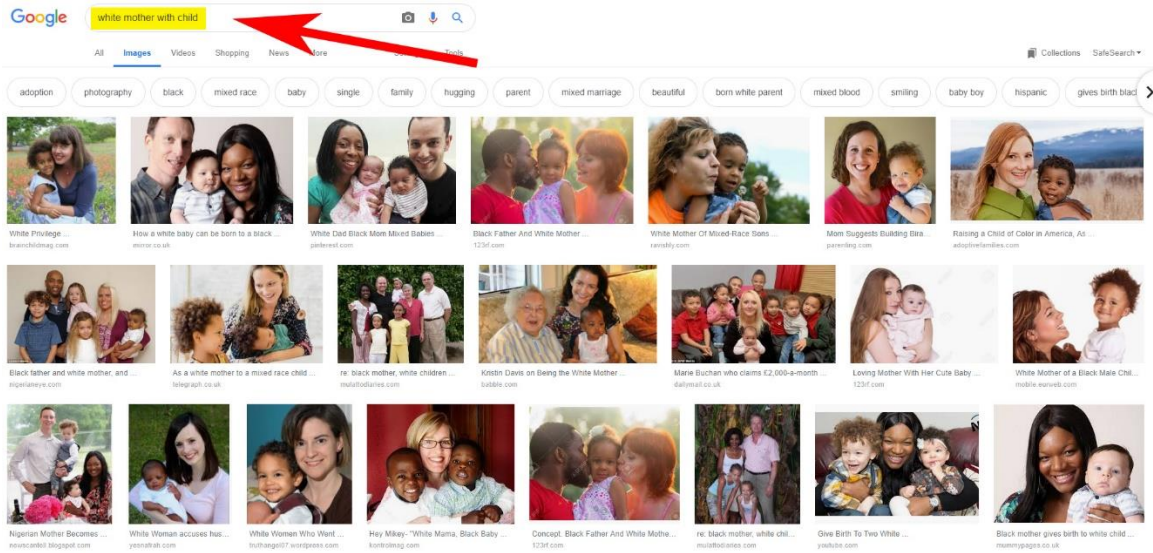 Google
white mother with child
All Images Videos Shopping News More Tools
Collections SafeSearch
adoption photography black mixed race baby single family hugging parent mixed marriage beautiful born white parent mixed blood smiling baby boy hispanic gives birth blac
White Privilege ... How a white baby can be born to a black ... White Dad Black Mom Mixed Babies ... Black Father And White Mother ... White Mother Of Mixed-Race Sons ... Mom Suggests Building Bira... Raising a Child of Color in America, As ...
brainchildmag.com mirror.co.uk pinterest.com 123rf.com ravishly.com parenting.com adoptivefamilies.com
Black father and white mother, and ... As a white mother to a mixed race child ... re: black mother, white children ... Kristin Davis on Being the White Mother ... Marie Buchan who claims £2,000-a-month ... Loving Mother With Her Cute Baby ... White Mother of a Black Male Chil...
nigerianeye.com telegraph.co.uk mulattodiaries.com babble.com dailymail.co.uk 123rf.com mobile.eurweb.com
Nigerian Mother Becomes ... White Woman accuses hus... White Women Who Want ... Hey Mikey- "White Mama, Black Baby ... Concept. Black Father And White Mothe... re: black mother, white chil... Give Birth To Two White ... Black mother gives birth to white child ...
yesnatrah.com truthangel07.wordpress.com kontrolmag.com 123rf.com mulattodiaries.com youtube.com mummypages.co.uk